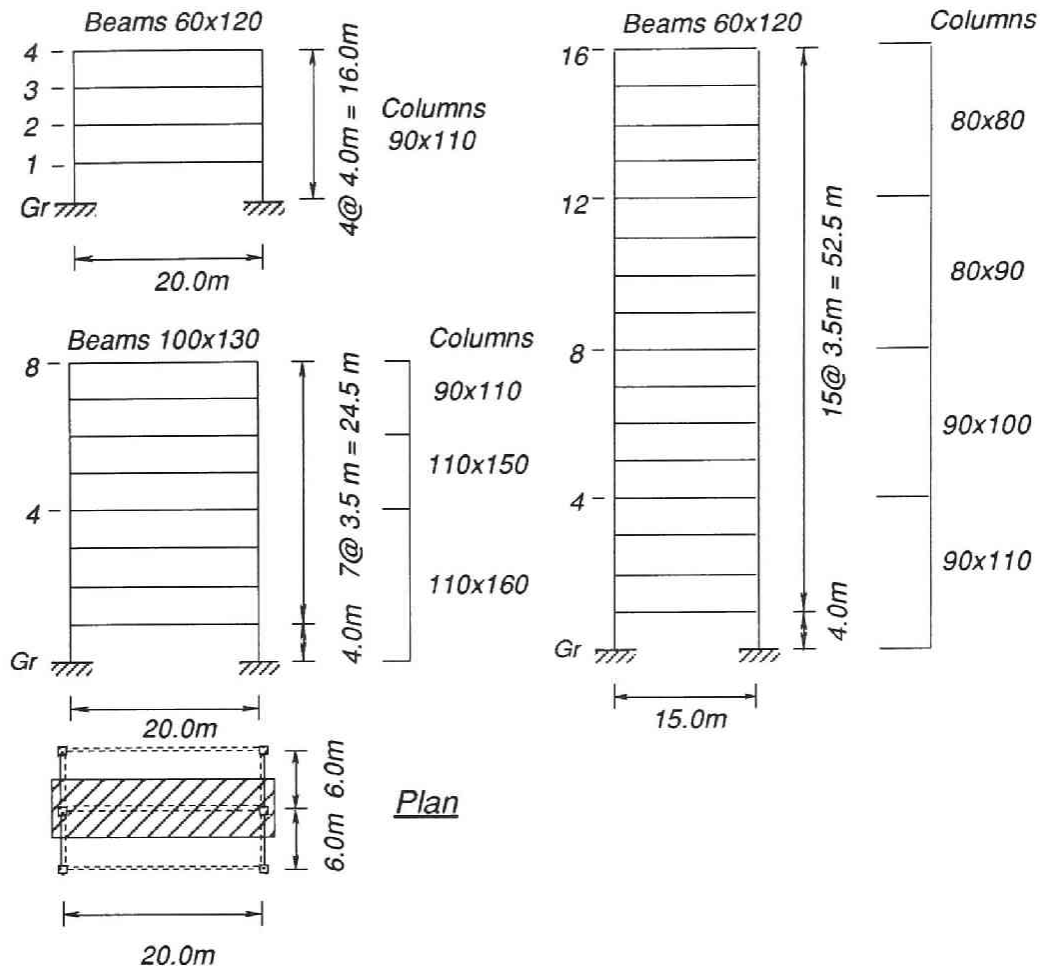 Beams 60x120
4
3
2
1
Gr
4@ 4.0m = 16.0m
Columns
90x110
20.0m
Beams 100x130
Columns
8
4
Gr
4.0m 7@ 3.5 m = 24.5 m
90x110
110x150
110x160
20.0m
Beams 60x120
Columns
16
12
8
4
Gr
15@ 3.5m = 52.5 m
4.0m
80x80
80x90
90x100
90x110
15.0m
6.0m 6.0m
Plan
20.0m